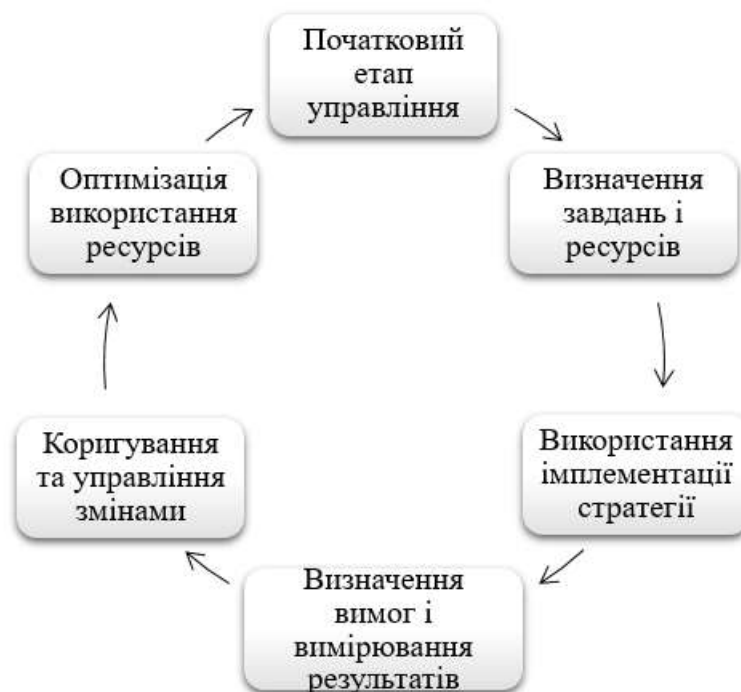 Початковий
етап
управління
Визначення
завдань і
ресурсів
Використання
імплементації
стратегії
Визначення
вимог і
вимірювання
результатів
Коригування
та управління
змінами
Оптимізація
використання
ресурсів